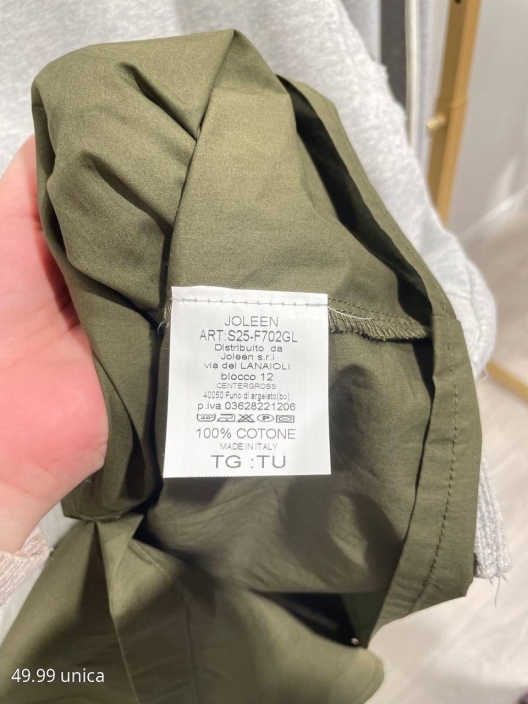 JOLEEN
ART:S25-F702GL
Distribuito da
Joleen s.r.l
via dei LANAIOLI
blocco 12
CENTERGROSS
40050 Funo di argelato(bo)
p.iva 03628221206
100% COTONE
MADE IN ITALY
TG :TU
49.99 unica